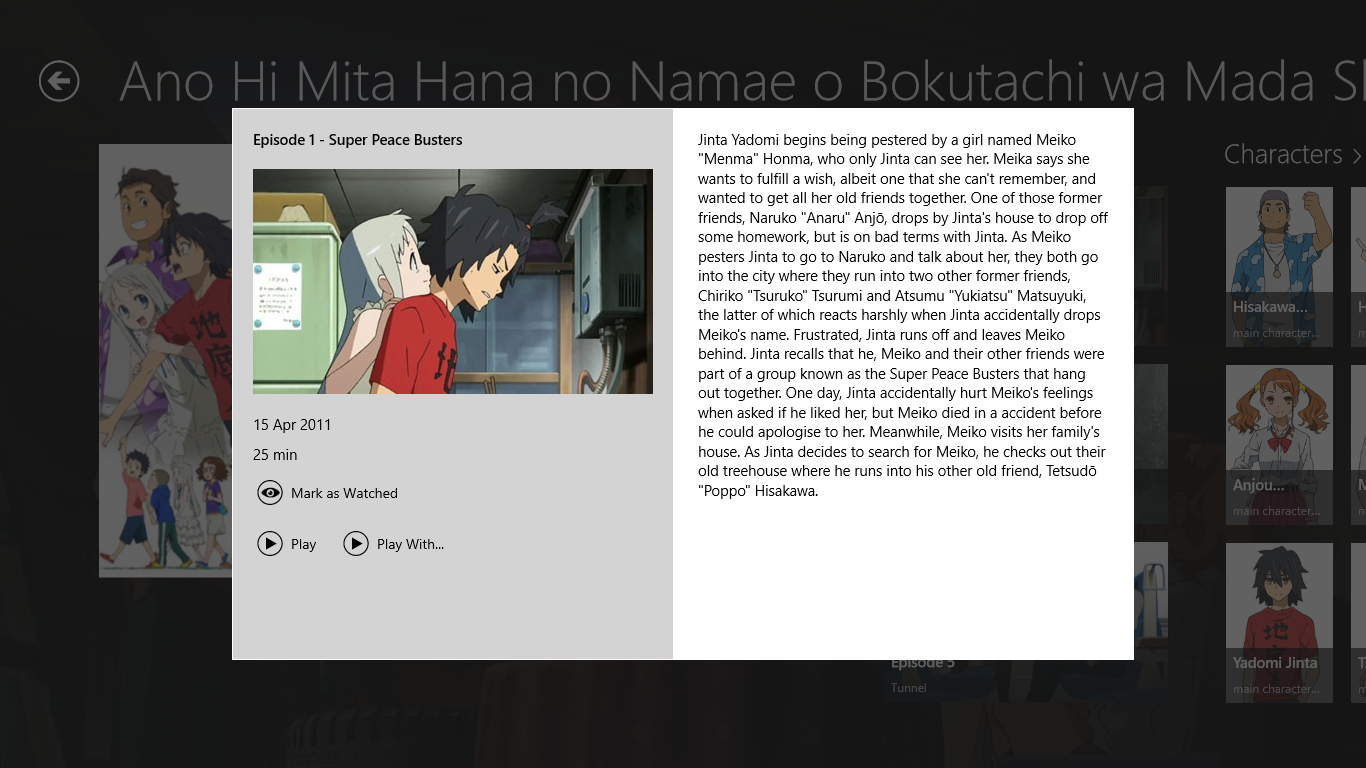 Ano Hi Mita Hana no Namae o Bokutachi wa Mada Sh
Episode 1 - Super Peace Busters
地
15 Apr 2011
25 min
Mark as Watched
Play
Play With...
Jinta Yadomi begins being pestered by a girl named Meiko
"Menma" Honma, who only Jinta can see her. Meika says she
wants to fulfill a wish, albeit one that she can't remember, and
wanted to get all her old friends together. One of those former
friends, Naruko "Anaru" Anjō, drops by Jinta's house to drop off
some homework, but is on bad terms with Jinta. As Meiko
pesters Jinta to go to Naruko and talk about her, they both go
into the city where they run into two other former friends,
Chiriko "Tsuruko" Tsurumi and Atsumu "Yukiatsu" Matsuyuki,
the latter of which reacts harshly when Jinta accidentally drops
Meiko's name. Frustrated, Jinta runs off and leaves Meiko
behind. Jinta recalls that he, Meiko and their other friends were
part of a group known as the Super Peace Busters that hang
out together. One day, Jinta accidentally hurt Meiko's feelings
when asked if he liked her, but Meiko died in a accident before
he could apologise to her. Meanwhile, Meiko visits her family's
house. As Jinta decides to search for Meiko, he checks out their
old treehouse where he runs into his other old friend, Tetsudō
"Poppo" Hisakawa.
Episode 5
Tunnel
Characters
Hisakawa...
main character...
Anjou...
main character...
地
Yadomi Jinta
main character...
地底